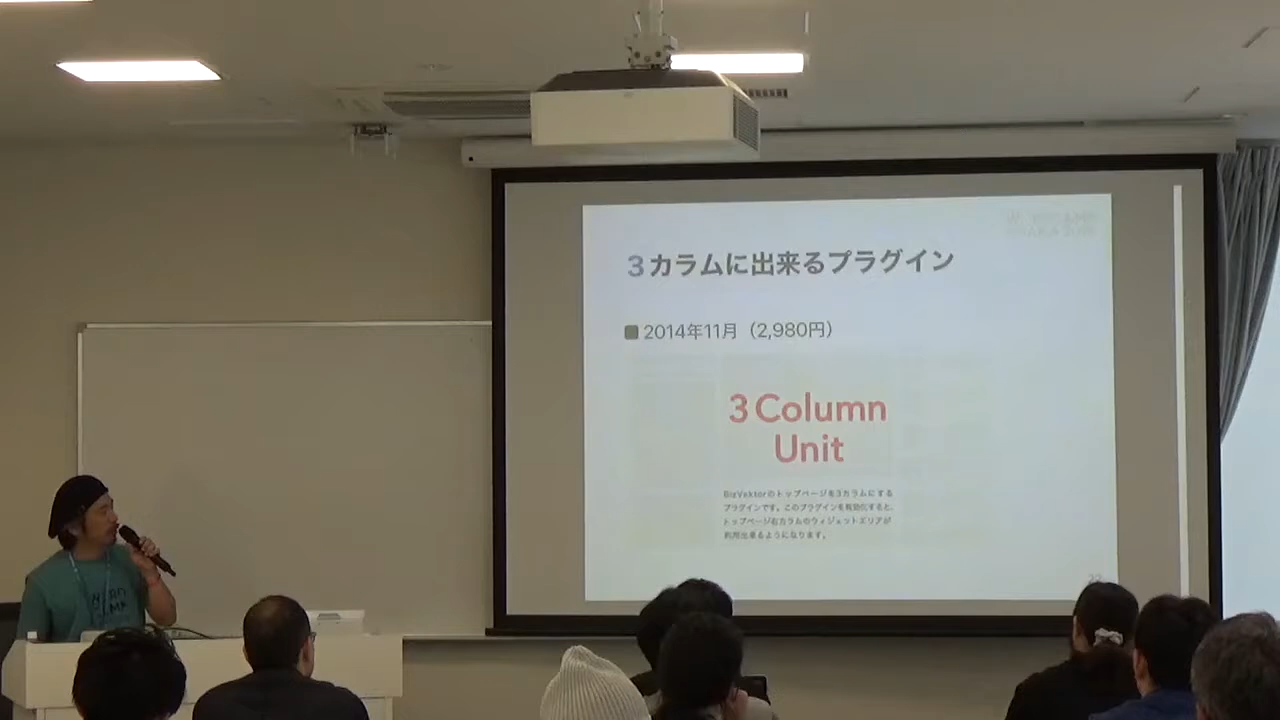 3カラムに出来るプラグイン
2014年11月（2,980円）
3 Column
Unit
BizVektorのトップページを3カラムにする
プラグインです。このプラグインを有効化すると、
トップページ右カラムのウィジェットエリアが
利用出来るようになります。